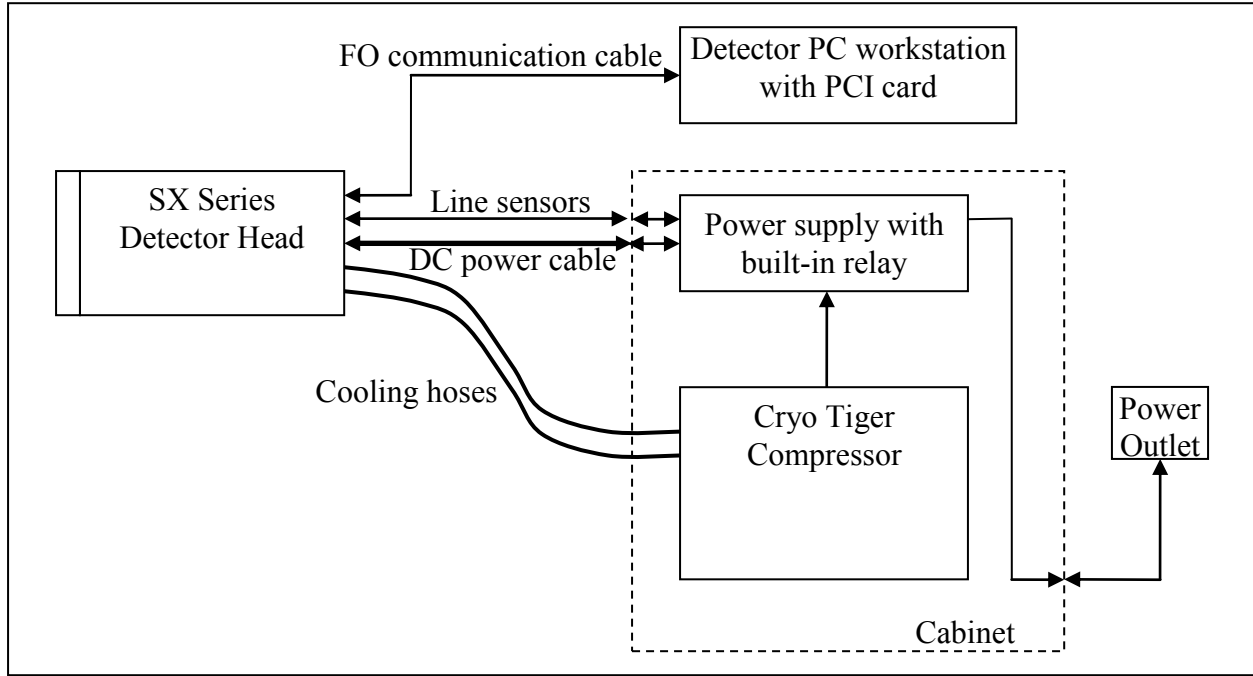 FO communication cable
Detector PC workstation
with PCI card
SX Series
Detector Head
Line sensors
DC power cable
Power supply with
built-in relay
Cooling hoses
Cryo Tiger
Compressor
Power
Outlet
Cabinet